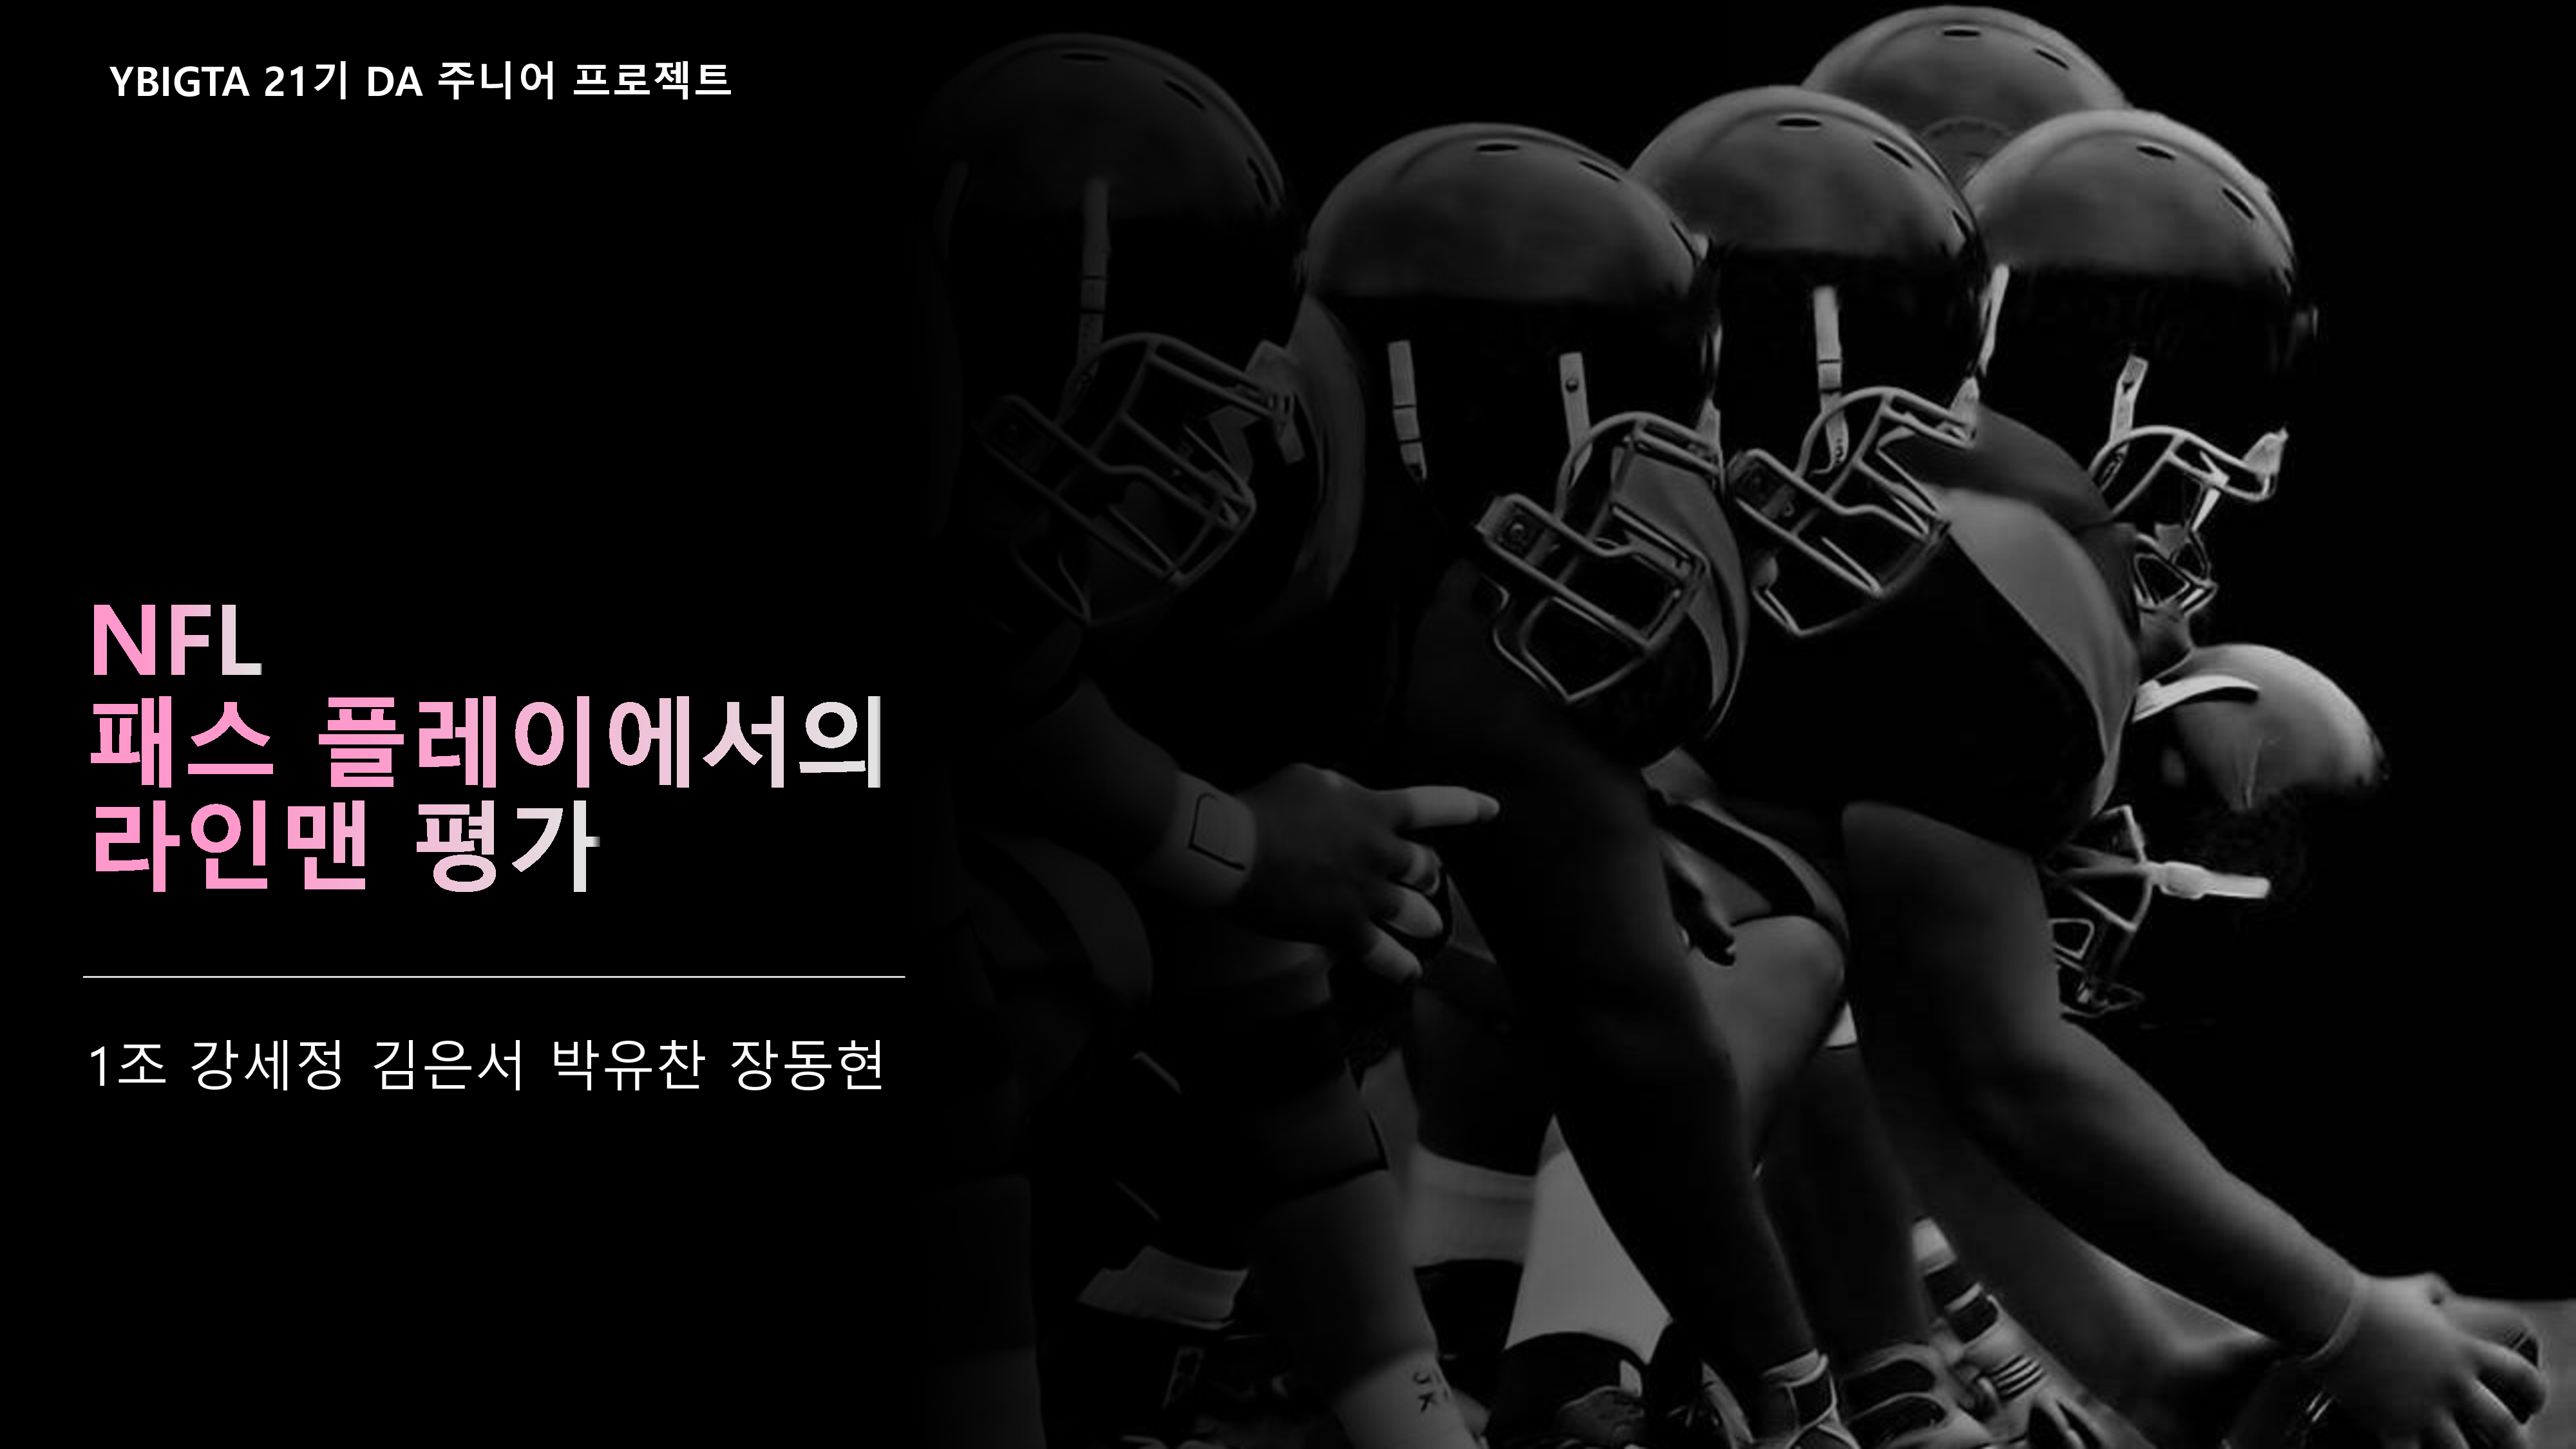 YBIGTA 21기 DA 주니어 프로젝트
NFL
패스 플레이에서의
라인맨 평가
1조 강세정 김은서 박유찬 장동현
JK